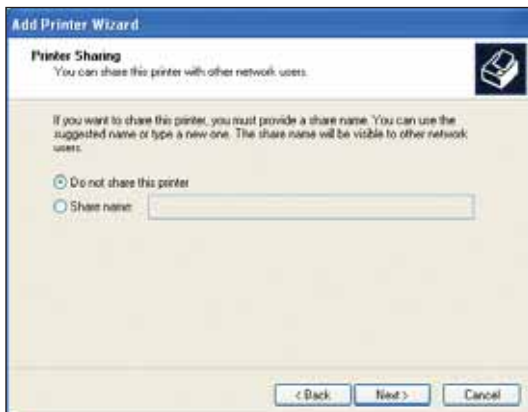 Add Printer Wizard
Printer Sharing
You can share this printer with other network users.
If you want to share this printer, you must provide a share name. You can use the
suggested name or type a new one. The share name will be visible to other network
users.
Do not share this printer
Share name:
< Back
Next >
Cancel